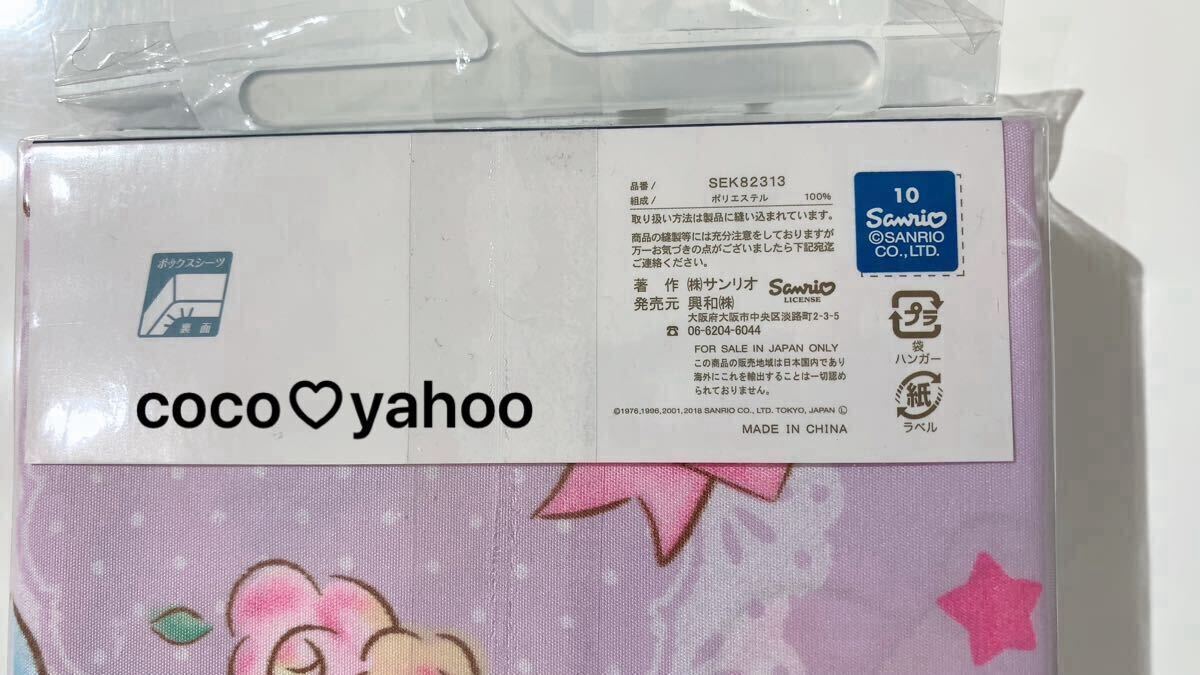 品番/ SEK82313
組成/ ポリエステル 100%
取り扱い方法は製品に縫い込まれています。
商品の縫製等には充分注意をしておりますが
万一お気づきの点がございましたら下記宛迄
ご連絡ください。
著 作 (株)サンリオ Sanrio LICENSE
発売元 興和(株)
大阪府大阪市中央区淡路町2-3-5
☎ 06-6204-6044
FOR SALE IN JAPAN ONLY
この商品の販売地域は日本国内であり
海外にこれを輸出することは一切認め
られておりません。
©1976,1996,2001,2018 SANRIO CO., LTD. TOKYO, JAPAN Ⓛ
MADE IN CHINA
10
Sanrio
©SANRIO
CO.,LTD.
プラ
袋
ハンガー
紙
ラベル
ボックスシーツ
裏面
coco♡yahoo